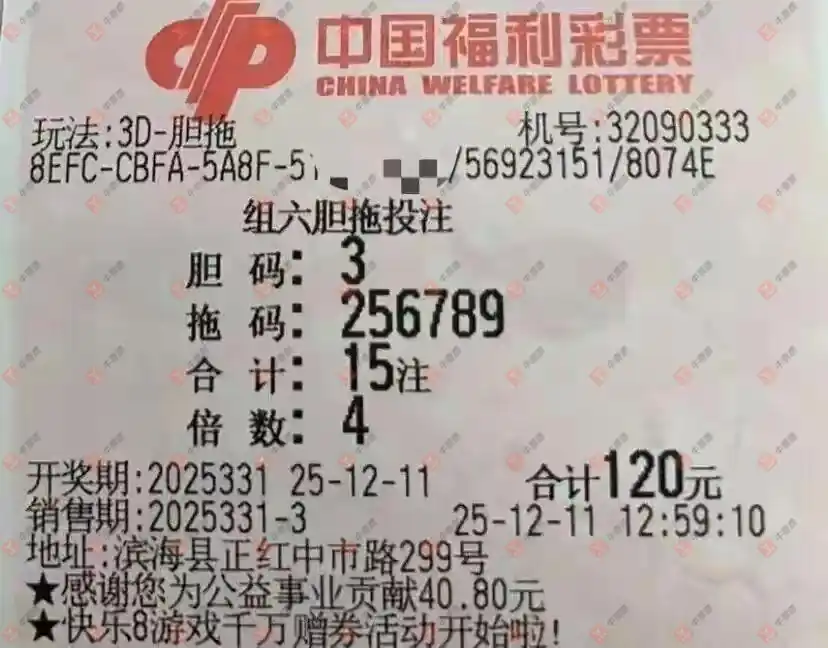 中国福利彩票
CHINA WELFARE LOTTERY
玩法:3D-胆拖 机号:32090333
8EFC-CBFA-5A8F-5 /56923151/8074E
组六胆拖投注
胆 码: 3
拖 码: 256789
合 计: 15注
倍 数: 4
开奖期:2025331 25-12-11 合计120元
销售期:2025331-3 25-12-11 12:59:10
地址:滨海县正红中市路299号
★感谢您为公益事业贡献40.80元
★快乐8游戏千万赠券活动开始啦!